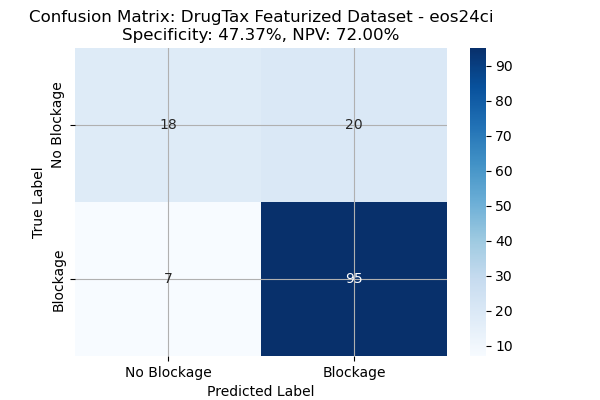 Confusion Matrix: DrugTax Featurized Dataset - eos24ci
Specificity: 47.37%, NPV: 72.00%
True Label
No Blockage
18 20
Blockage
7 95
No Blockage Blockage
Predicted Label
90
80
70
60
50
40
30
20
10